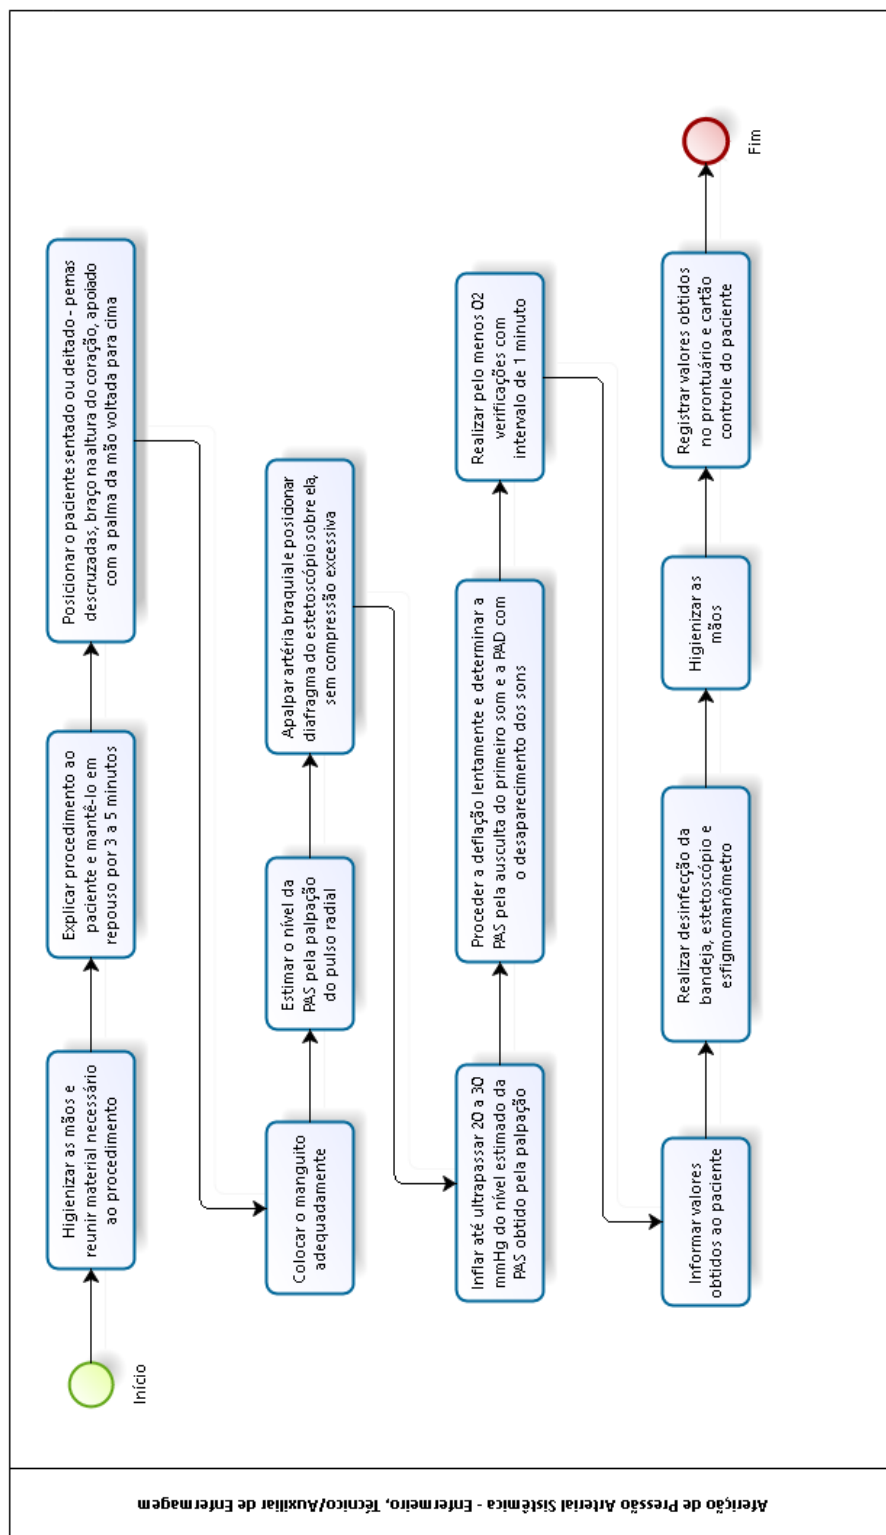 Aferição de Pressão Arterial Sistêmica - Enfermeiro, Técnico/Auxiliar de Enfermagem
Início
Higienizar as mãos e
reunir material necessário
ao procedimento
Explicar procedimento ao
paciente e mantê-lo em
repouso por 3 a 5 minutos
Posicionar o paciente sentado ou deitado - pernas
descruzadas, braço na altura do coração, apoiado
com a palma da mão voltada para cima
Colocar o manguito
adequadamente
Estimar o nível da
PAS pela palpação
do pulso radial
Apalpar artéria braquial e posicionar
diafragma do estetoscópio sobre ela,
sem compressão excessiva
Inflar até ultrapassar 20 a 30
mmHg do nível estimado da
PAS obtido pela palpação
Proceder a deflação lentamente e determinar a
PAS pela ausculta do primeiro som e a PAD com
o desaparecimento dos sons
Realizar pelo menos 02
verificações com
intervalo de 1 minuto
Informar valores
obtidos ao paciente
Realizar desinfecção da
bandeja, estetoscópio e
esfigmomanômetro
Higienizar as
mãos
Registrar valores obtidos
no prontuário e cartão
controle do paciente
Fim